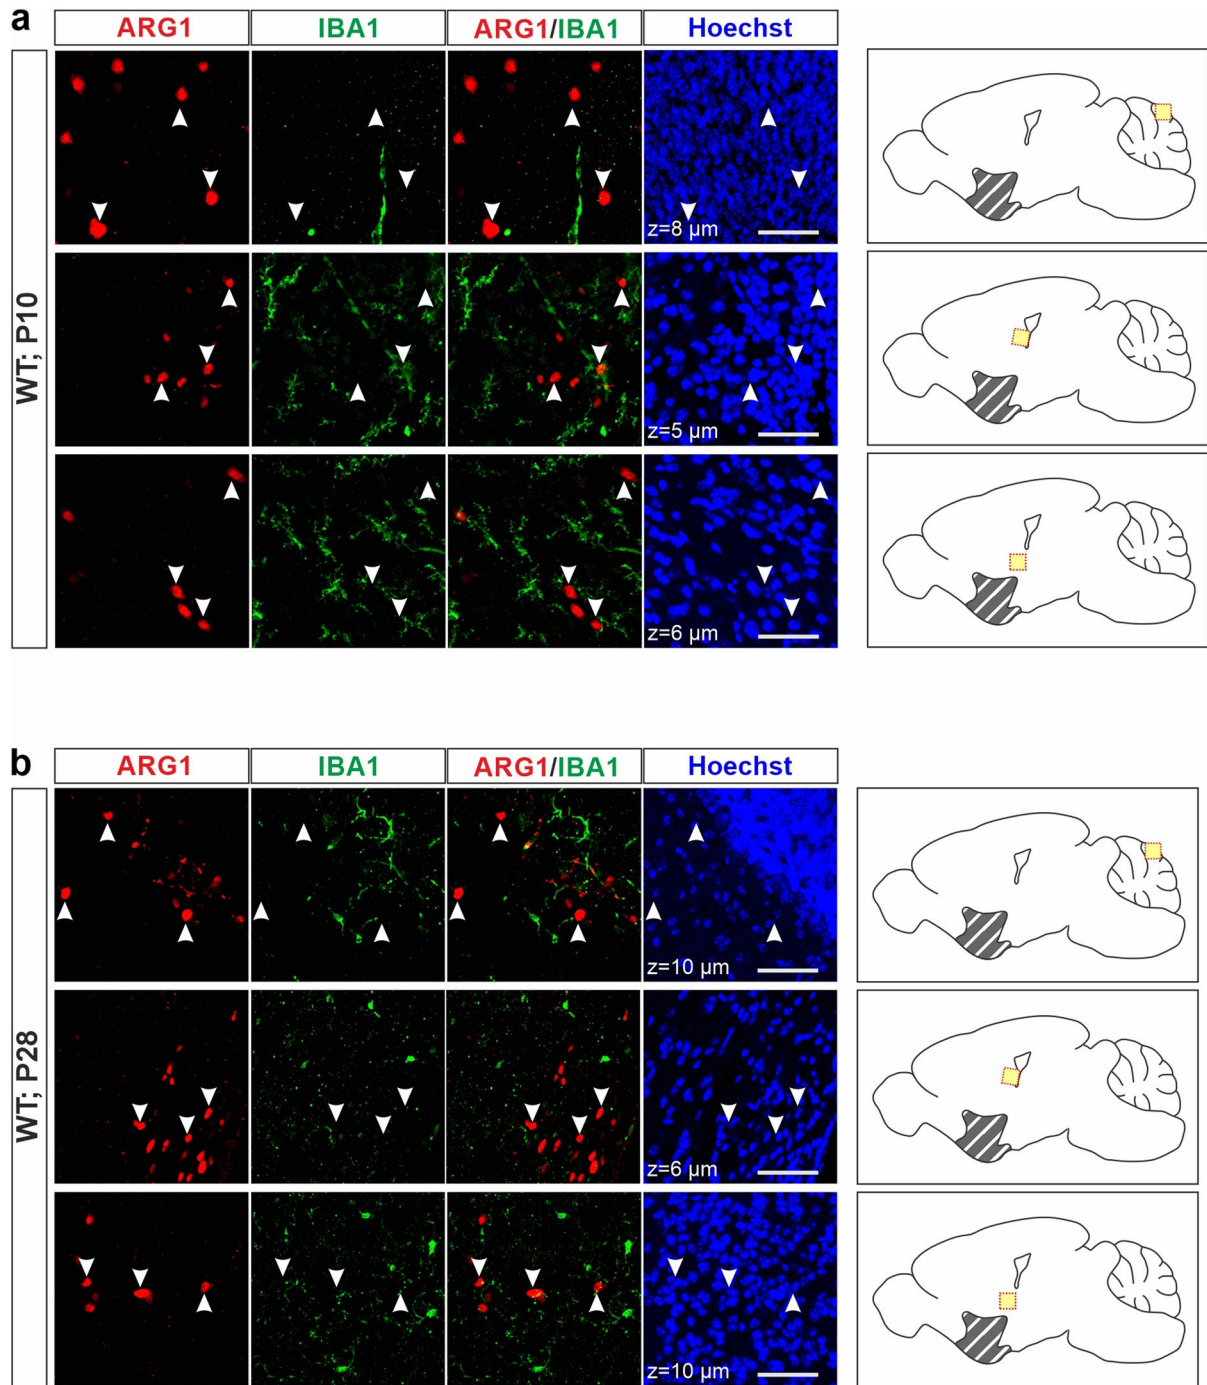 a
ARG1 IBA1 ARG1/IBA1 Hoechst
WT; P10
z=8 µm
z=5 µm
z=6 µm
b
ARG1 IBA1 ARG1/IBA1 Hoechst
WT; P28
z=10 µm
z=6 µm
z=10 µm